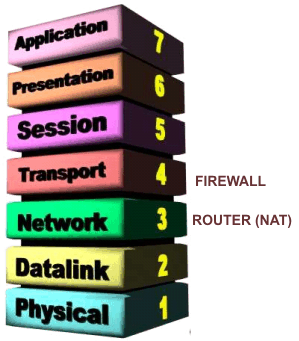 Application 7
Presentation 6
Session 5
Transport 4 FIREWALL
Network 3 ROUTER (NAT)
Datalink 2
Physical 1